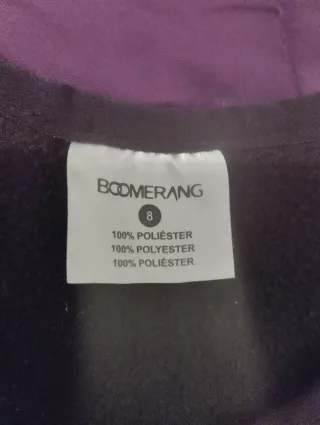 BOOMERANG
8
100% POLIÉSTER
100% POLYESTER
100% POLIÉSTER